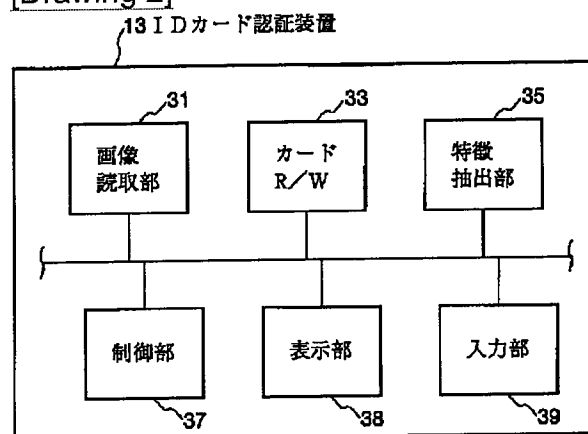 13 IDカード認証装置
31
33
35
画像
読取部
カード
R/W
特徴
抽出部
制御部
表示部
入力部
37
38
39